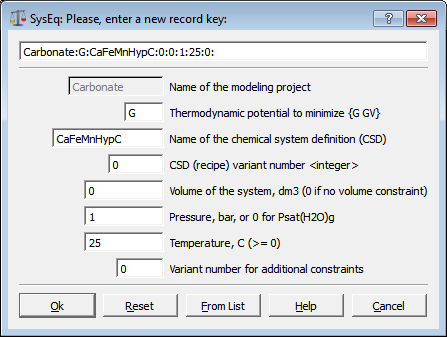 SysEq: Please, enter a new record key:
Carbonate:G:CaFeMnHypC:0:0:1:25:0:
Carbonate Name of the modeling project
G Thermodynamic potential to minimize {G GV}
CaFeMnHypC Name of the chemical system definition (CSD)
0 CSD (recipe) variant number <integer>
0 Volume of the system, dm3 (0 if no volume constraint)
1 Pressure, bar, or 0 for Psat(H2O)g
25 Temperature, C (>= 0)
0 Variant number for additional constraints
Ok Reset From List Help Cancel